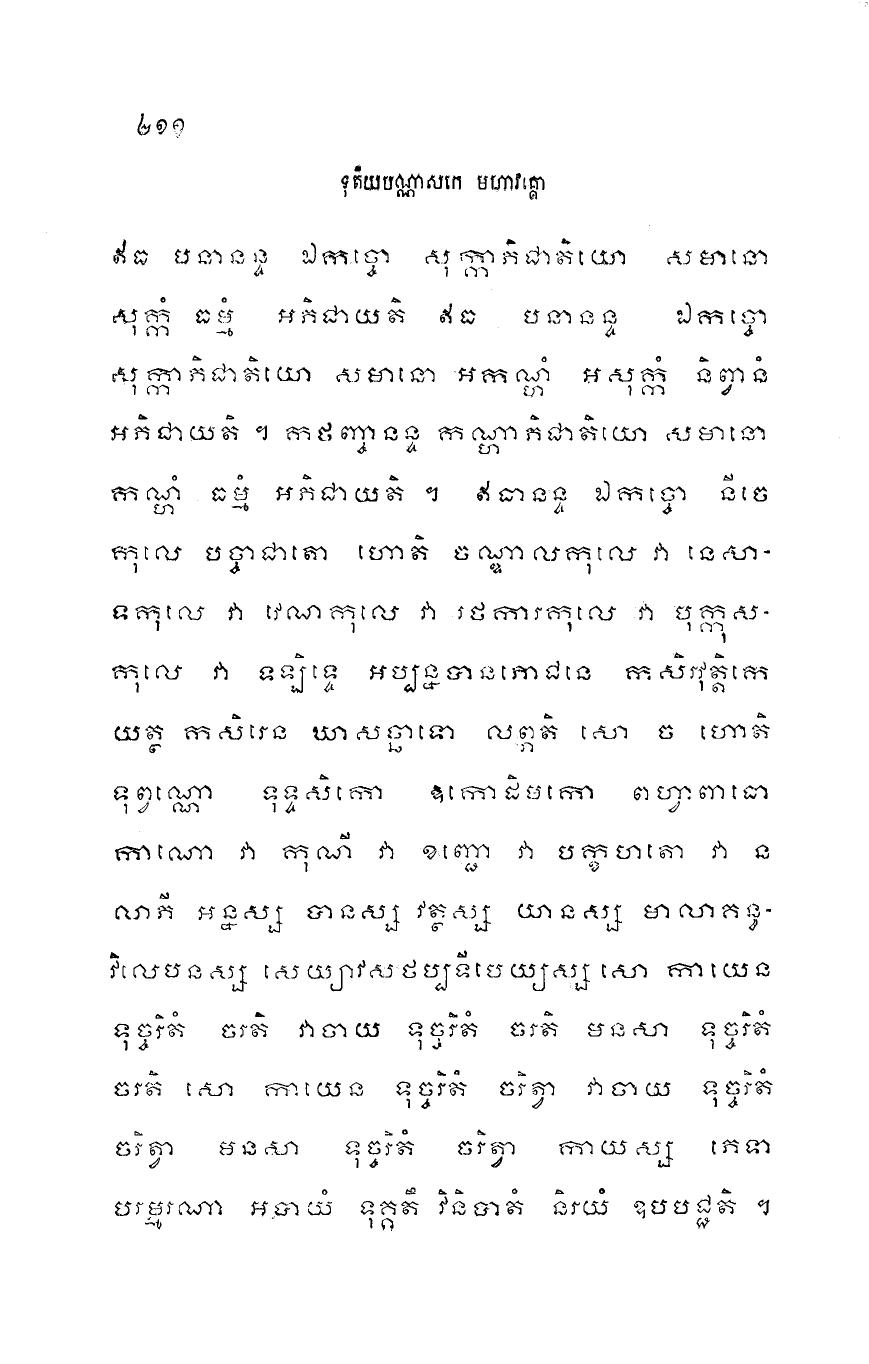 ២១១
ទុតិយបណ្ណាសកេ មហាវគ្គោ
ឥធ បនានន្ទ ឯកច្ចោ សុក្កាភិជាតិយោ សមានោ
សុក្កំ ធម្មំ អភិជាយតិ ឥធ បនានន្ទ ឯកច្ចោ
សុក្កាភិជាតិយោ សមានោ អកណ្ហំ អសុក្កំ និព្វានំ
អភិជាយតិ ។ កថញ្ចានន្ទ កណ្ហាភិជាតិយោ សមានោ
កណ្ហំ ធម្មំ អភិជាយតិ ។ ឥធានន្ទ ឯកច្ចោ នីចេ
កុលេ បច្ចាជាតោ ហោតិ ចណ្ឌាលកុលេ វា នេសា-
ទកុលេ វា វេណកុលេ វា រថការកុលេ វា បុក្កុស-
កុលេ វា ទឡិទ្ទេ អប្បន្នបានភោជនេ កសិរវុត្តិកេ
យត្ថ កសិរេន ឃាសច្ឆាទោ លព្ភតិ សោ ច ហោតិ
ទុព្វណ្ណោ ទុទ្ទសិកោ ឱកោដិមកោ ពហ្វាពាធោ
កាណោ វា កុណី វា ខញ្ជោ វា បក្ខហតោ វា ន
លាភី អន្នស្ស បានស្ស វត្ថស្ស យានស្ស មាលាគន្ធ-
វិលេបនស្ស សេយ្យាវសថប្បទីបេយ្យស្ស សោ កាយេន
ទុច្ចរិតំ ចរតិ វាចាយ ទុច្ចរិតំ ចរតិ មនសា ទុច្ចរិតំ
ចរតិ សោ កាយេន ទុច្ចរិតំ ចរិត្វា វាចាយ ទុច្ចរិតំ
ចរិត្វា មនសា ទុច្ចរិតំ ចរិត្វា កាយស្ស ភេទា
បរម្មរណា អបាយំ ទុគ្គតឹ វិនិបាតំ និរយំ ឧបបជ្ជតិ ។